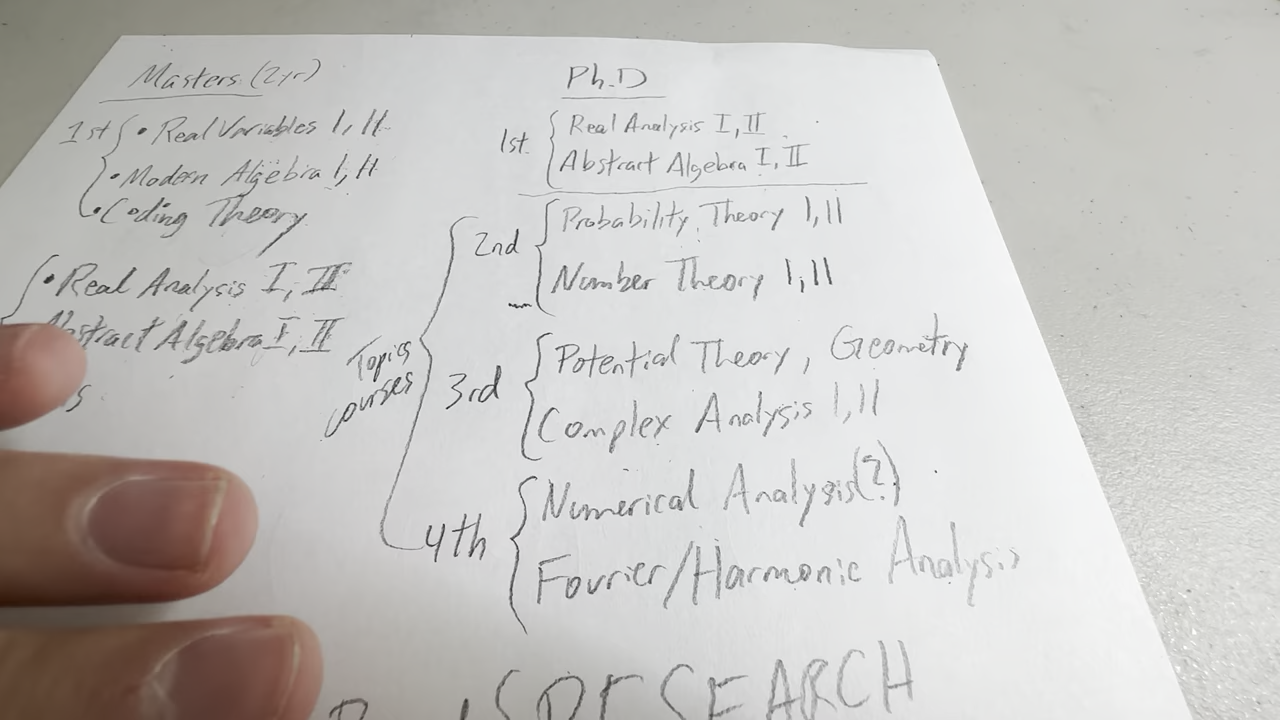 Masters (2yr)
1st • Real Variables I, II
• Modern Algebra I, II
• Coding Theory
• Real Analysis I, II
Abstract Algebra I, II
s
Ph.D
1st. Real Analysis I, II
Abstract Algebra I, II
Topics courses
2nd Probability Theory I, II
Number Theory I, II
3rd Potential Theory, Geometry
Complex Analysis I, II
4th Numerical Analysis(?)
Fourier/Harmonic Analysis
RESEARCH